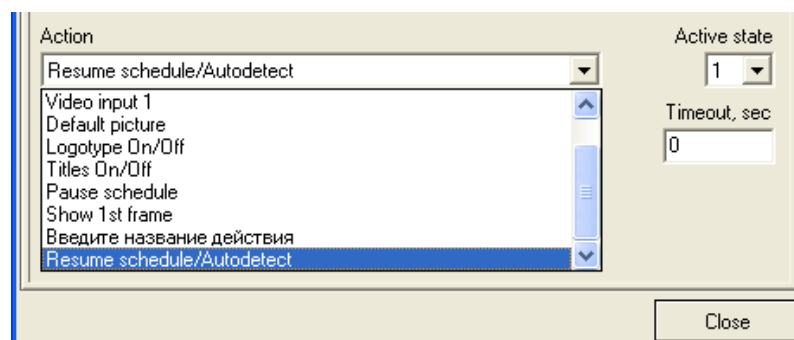 Action
Active state
Resume schedule/Autodetect
1
Video input 1
Default picture
Logotype On/Off
Titles On/Off
Pause schedule
Show 1st frame
Введите название действия
Resume schedule/Autodetect
Timeout, sec
0
Close